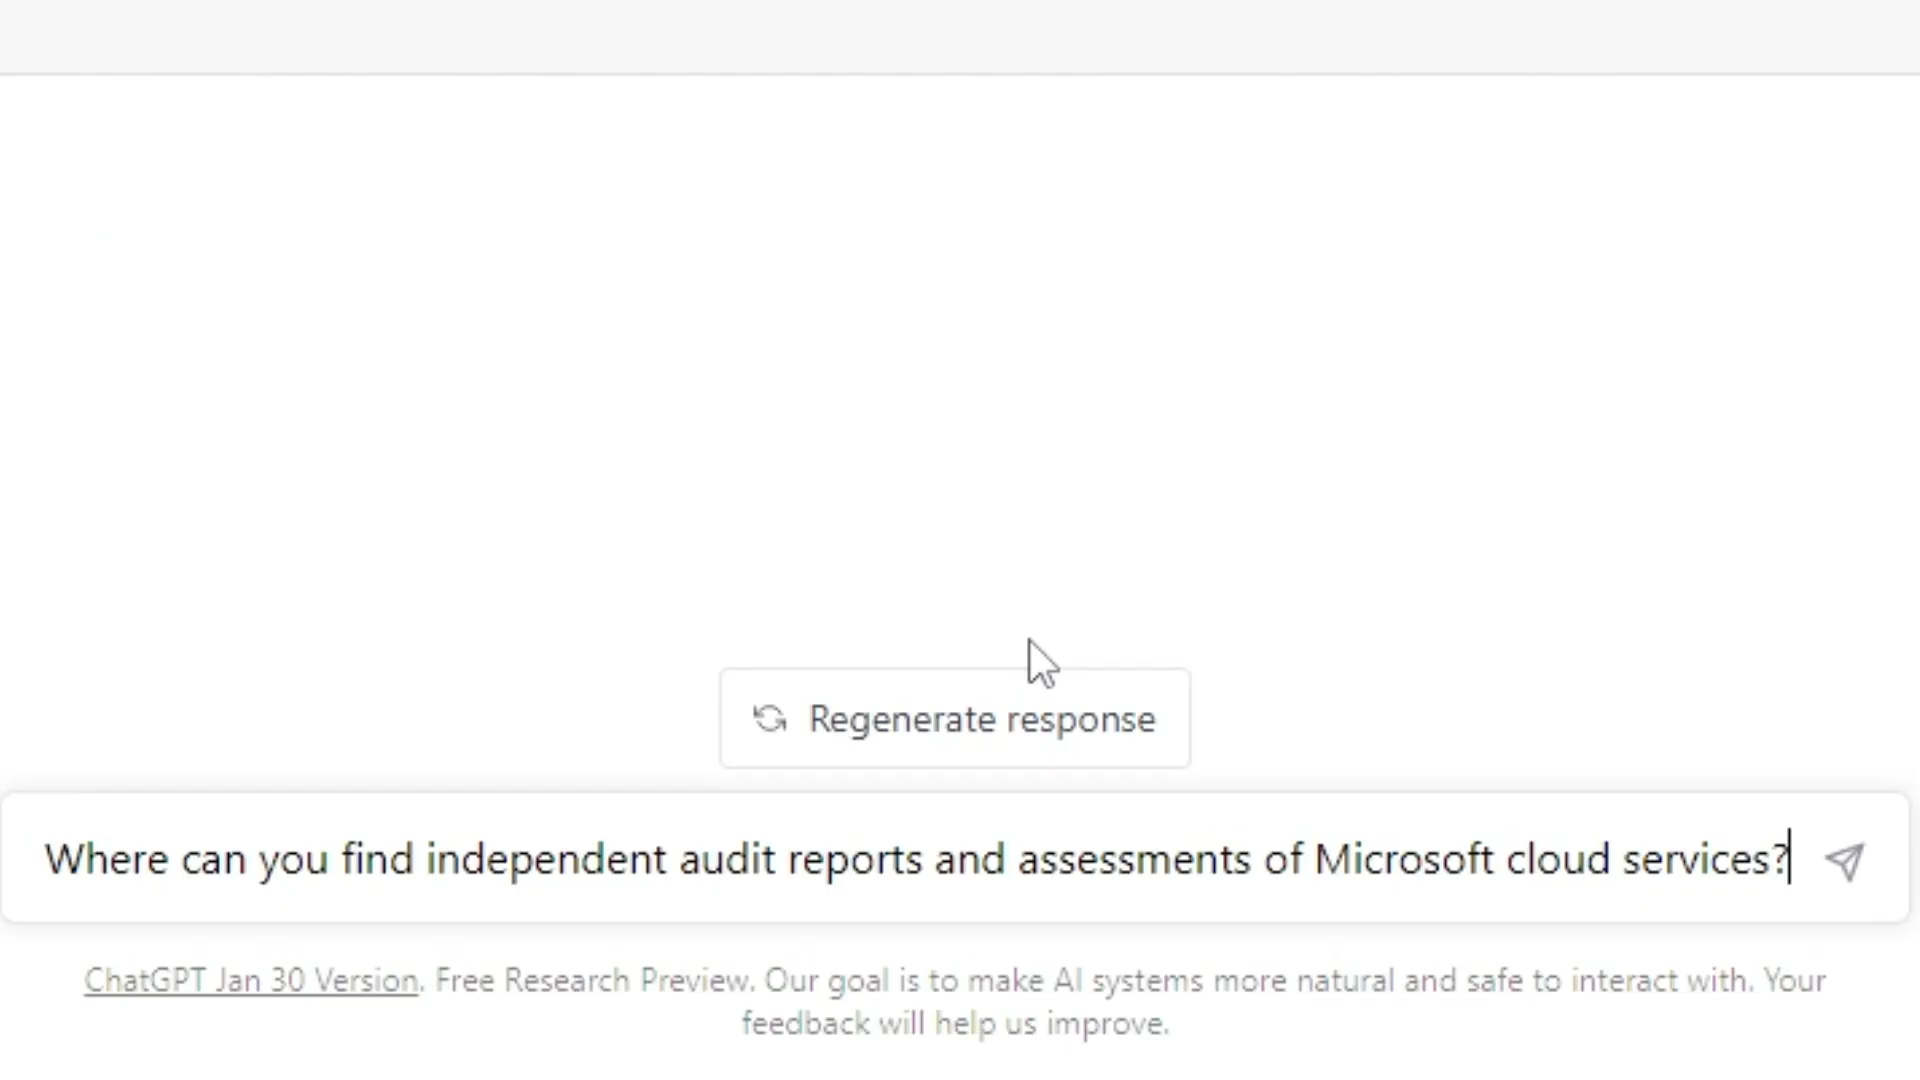 Regenerate response
Where can you find independent audit reports and assessments of Microsoft cloud services?
ChatGPT Jan 30 Version. Free Research Preview. Our goal is to make AI systems more natural and safe to interact with. Your
feedback will help us improve.